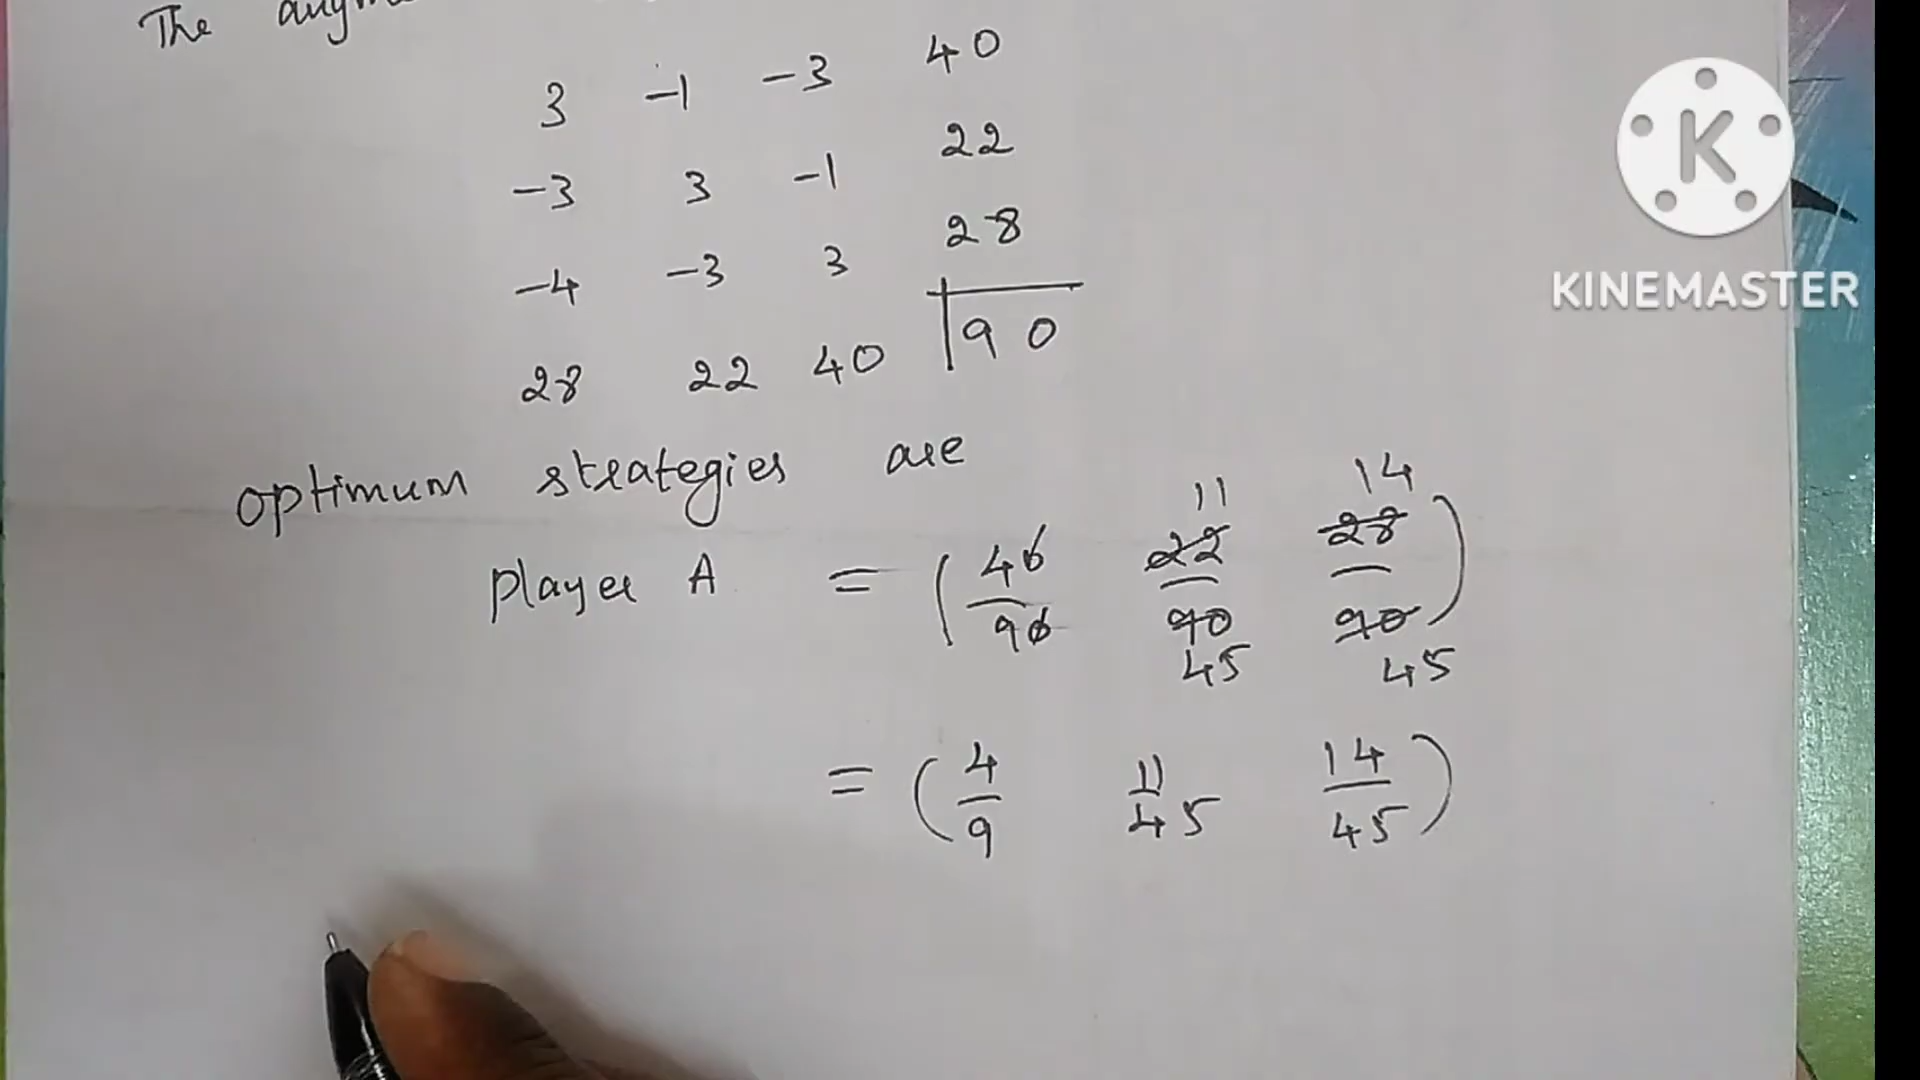 The
3 -1 -3 40
-3 3 -1 22
-4 -3 3 28
28 22 40 90
optimum strategies are
player A = ( 40/90 22/90 28/90 )
11 14
45 45
= ( 4/9 11/45 14/45 )
K
KINEMASTER